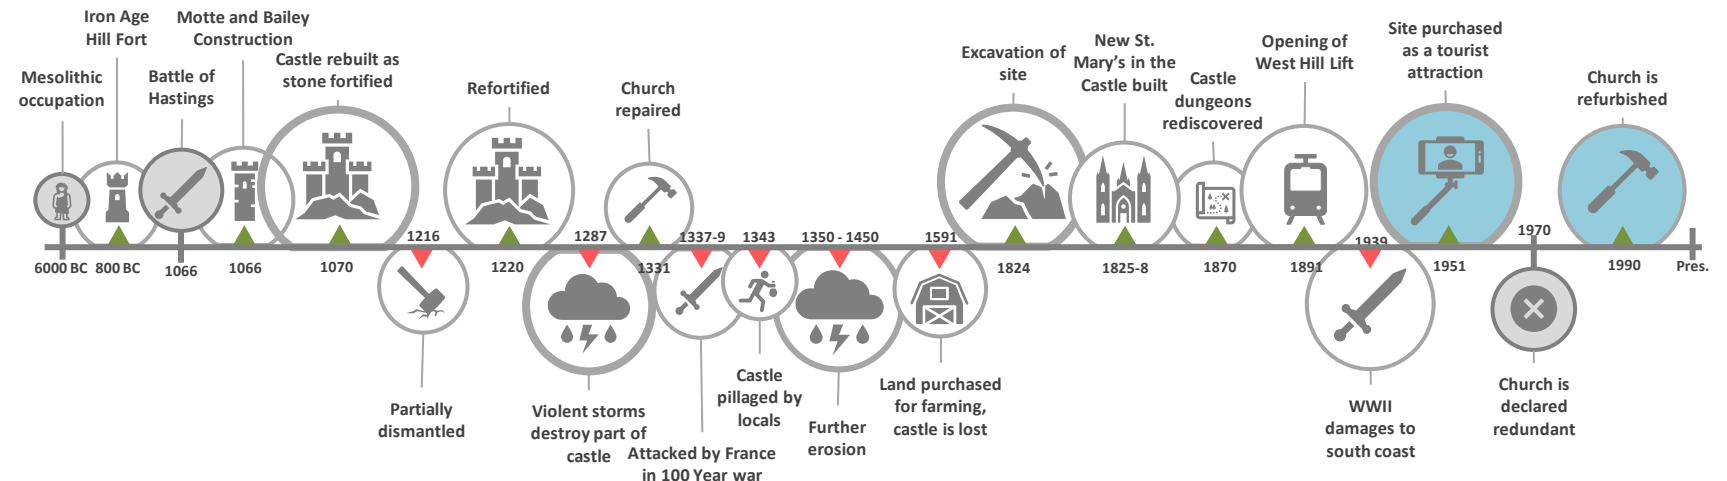 Iron Age
Hill Fort
Motte and Bailey
Construction
Mesolithic
occupation
Battle of
Hastings
Castle rebuilt as
stone fortified
Refortified
Church
repaired
Excavation of
site
New St.
Mary's in the
Castle built
Castle
dungeons
rediscovered
Opening of
West Hill Lift
Site purchased
as a tourist
attraction
Church is
refurbished
6000 BC
800 BC
1066
1066
1070
1216
1220
1287
1331
1337-9
1343
1350 - 1450
1591
1824
1825-8
1870
1891
1939
1951
1970
1990
Pres.
Partially
dismantled
Violent storms
destroy part of
castle
Attacked by France
in 100 Year war
Castle
pillaged by
locals
Further
erosion
Land purchased
for farming,
castle is lost
WWII
damages to
south coast
Church is
declared
redundant